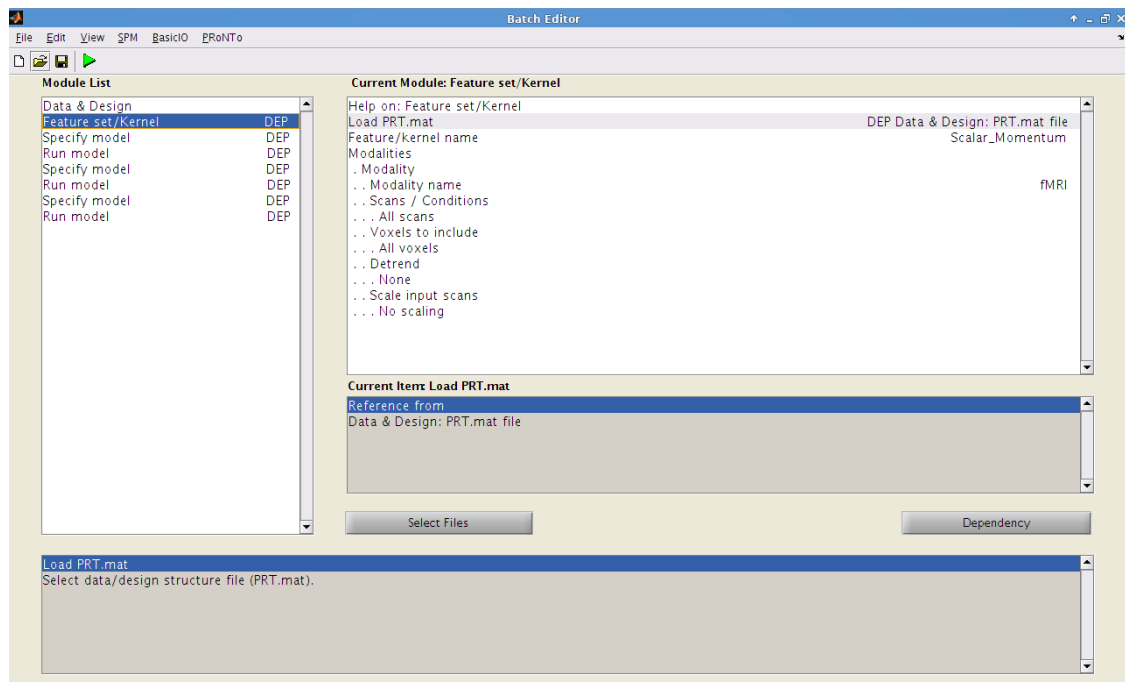 Batch Editor
File Edit View SPM BasicIO PRoNTo
Module List
Data & Design
Feature set/Kernel DEP
Specify model DEP
Run model DEP
Specify model DEP
Run model DEP
Specify model DEP
Run model DEP
Current Module: Feature set/Kernel
Help on: Feature set/Kernel
Load PRT.mat DEP Data & Design: PRT.mat file
Feature/kernel name Scalar_Momentum
Modalities
. Modality
. . Modality name fMRI
. . Scans / Conditions
. . . All scans
. . Voxels to include
. . . All voxels
. . Detrend
. . . None
. . Scale input scans
. . . No scaling
Current Item: Load PRT.mat
Reference from
Data & Design: PRT.mat file
Select Files Dependency
Load PRT.mat
Select data/design structure file (PRT.mat).